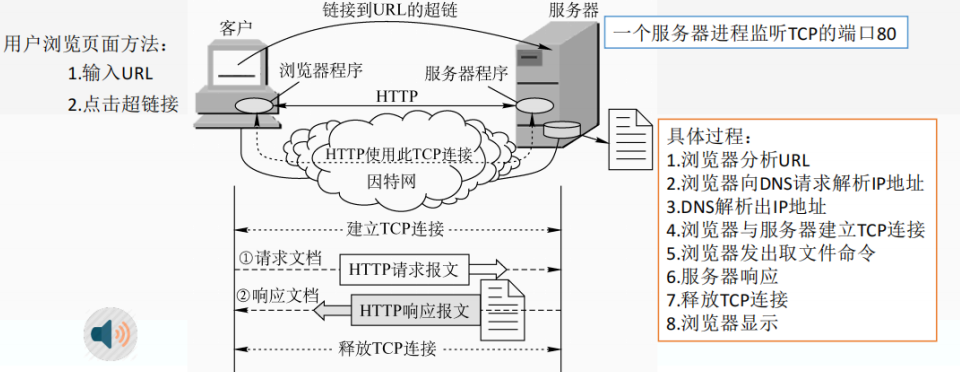 用户浏览页面方法：
1.输入URL
2.点击超链接
链接到URL的超链
客户
服务器
浏览器程序
服务器程序
HTTP
HTTP使用此TCP连接
因特网
一个服务器进程监听TCP的端口80
建立TCP连接
①请求文档
HTTP请求报文
②响应文档
HTTP响应报文
释放TCP连接
具体过程：
1.浏览器分析URL
2.浏览器向DNS请求解析IP地址
3.DNS解析出IP地址
4.浏览器与服务器建立TCP连接
5.浏览器发出取文件命令
6.服务器响应
7.释放TCP连接
8.浏览器显示